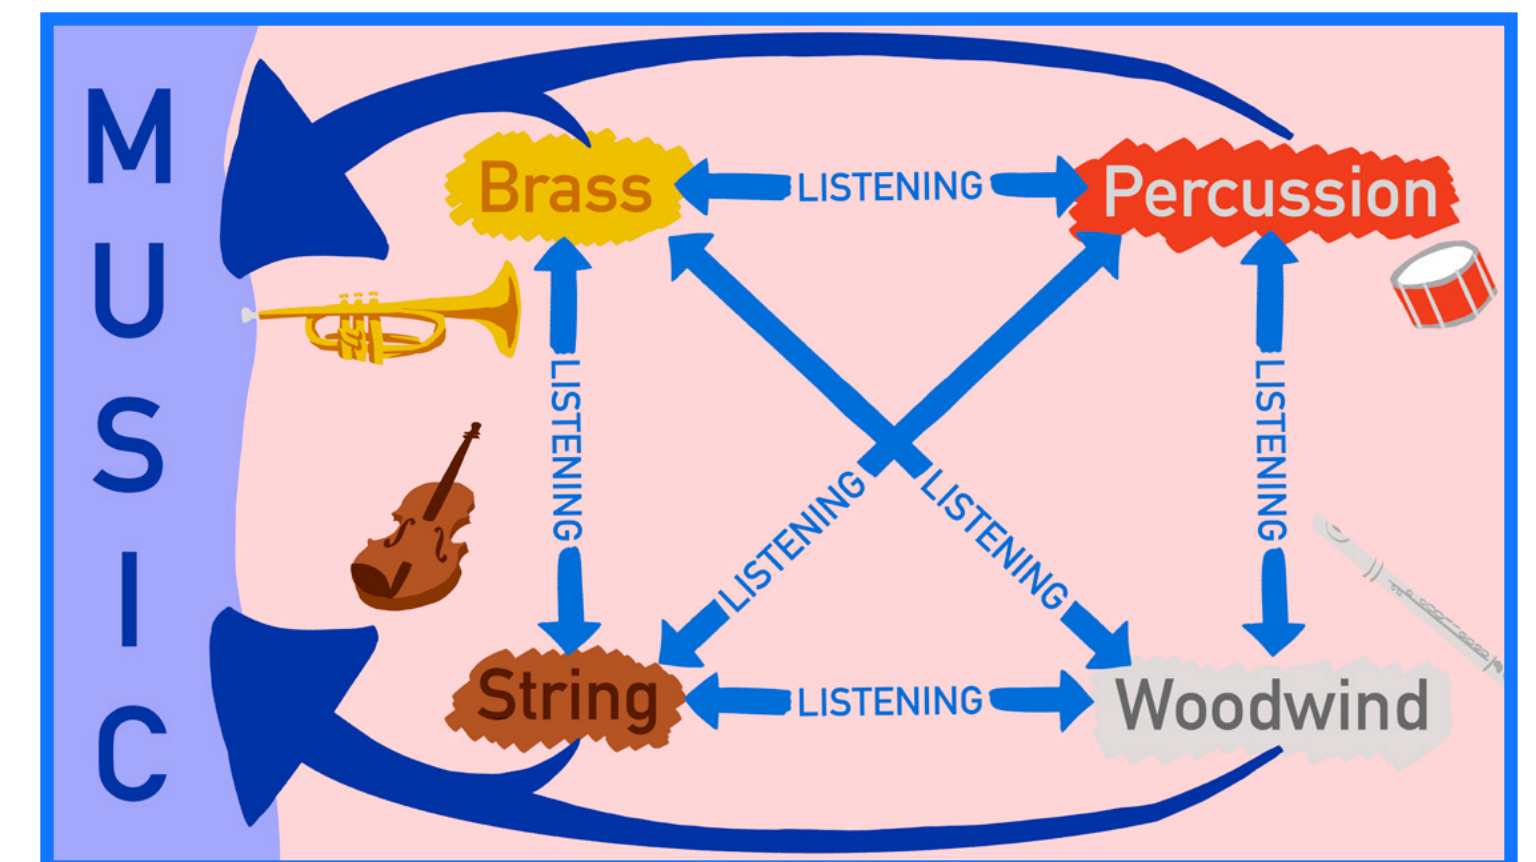 MUSIC
Brass
LISTENING
Percussion
LISTENING
LISTENING
LISTENING
LISTENING
String
LISTENING
Woodwind